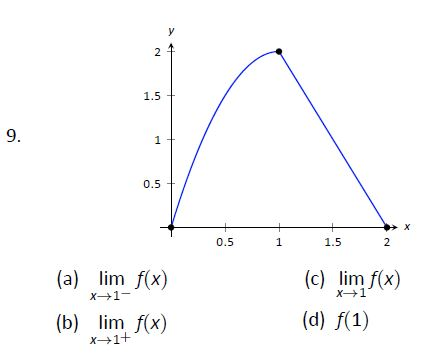 y
2
1.5
1
0.5
9.
0.5 1 1.5 2 x
(a) lim f(x) x→1−
(c) lim f(x) x→1
(b) lim f(x) x→1+
(d) f(1)